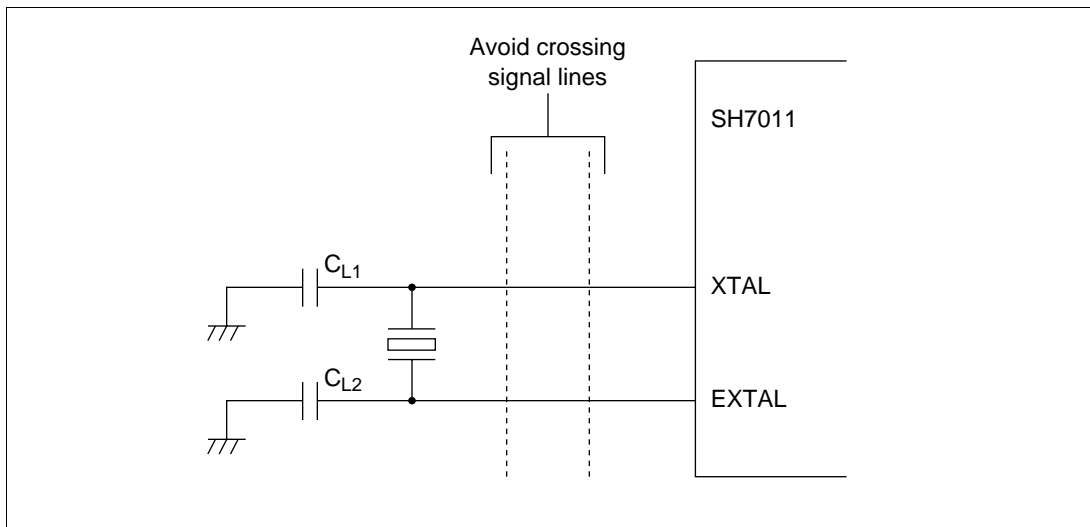 Avoid crossing
signal lines
SH7011
C_L1
XTAL
C_L2
EXTAL